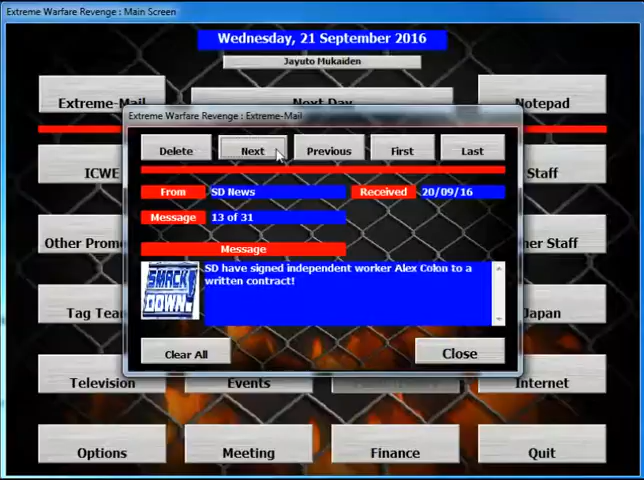 Extreme Warfare Revenge : Main Screen
Wednesday, 21 September 2016
Jayuto Mukaiden
Extreme-Mail
Next Day
Notepad
Extreme Warfare Revenge : Extreme-Mail
Delete
Next
Previous
First
Last
ICWE
Staff
From
SD News
Received
20/09/16
Message
13 of 31
Other Promo
er Staff
Message
SD have signed independent worker Alex Colon to a
written contract!
SMACK
DOWN!
Tag Tea
Japan
Clear All
Close
Television
Events
Internet
Options
Meeting
Finance
Quit